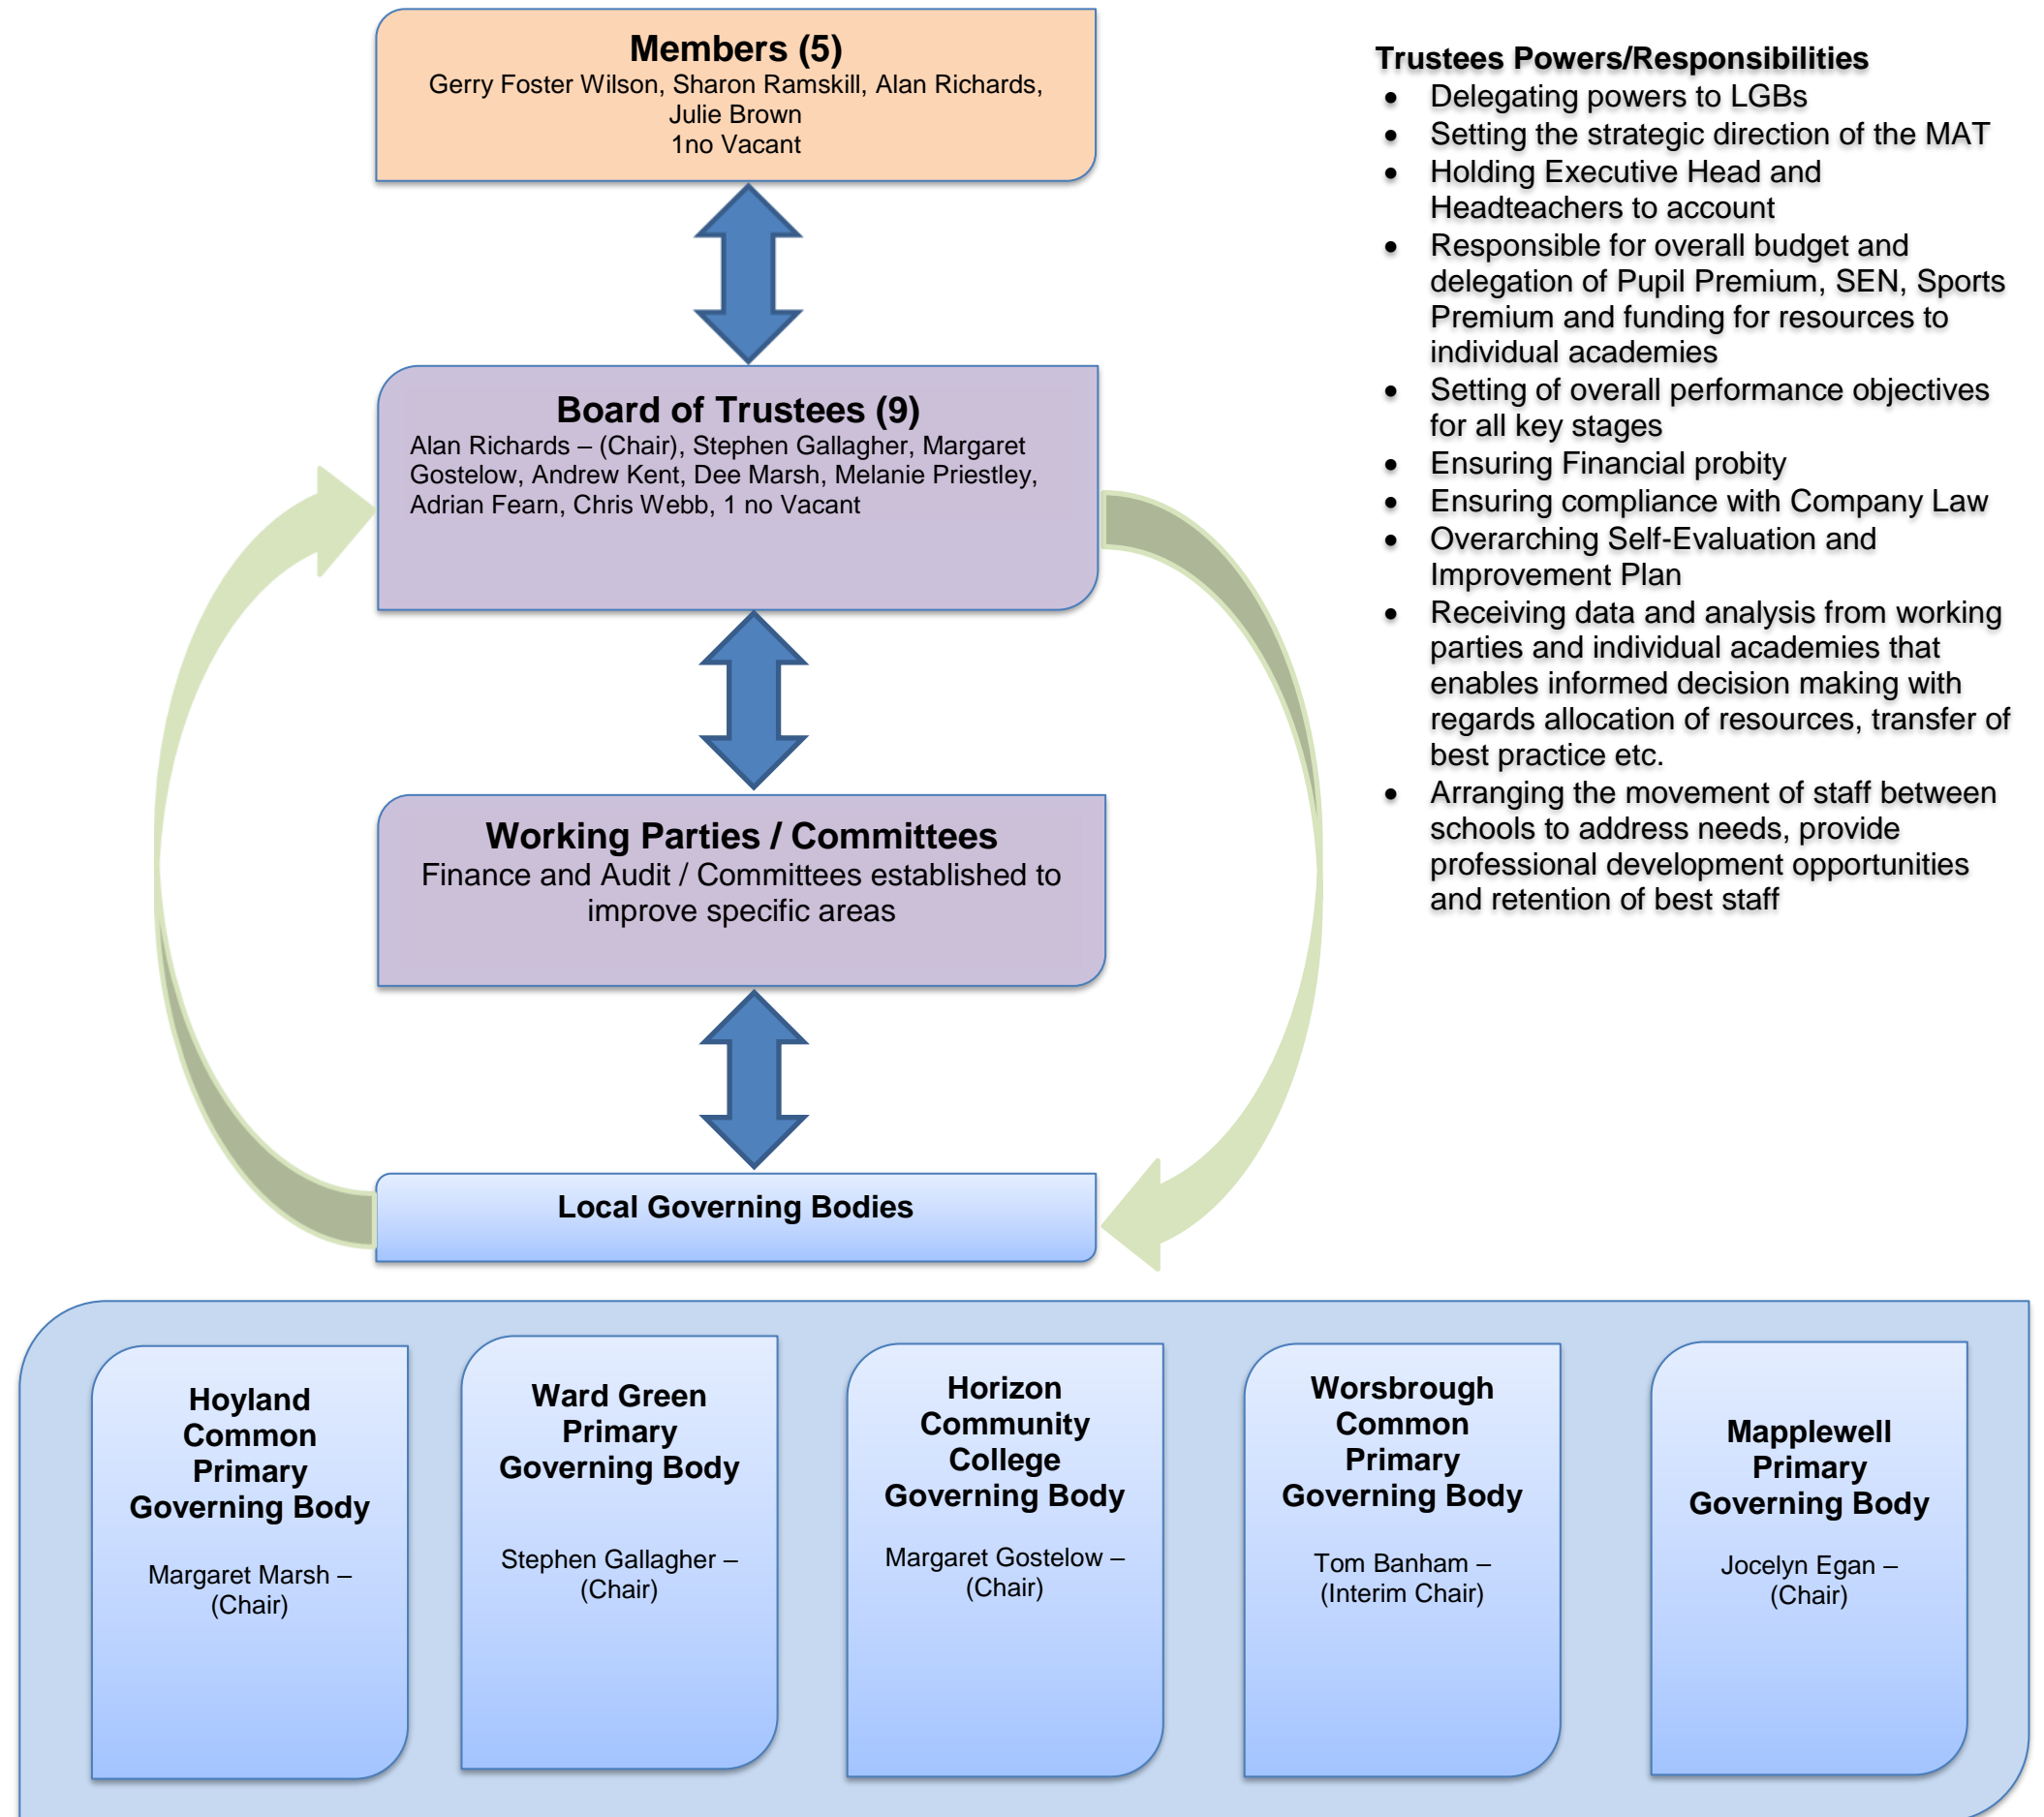 Members (5)
Gerry Foster Wilson, Sharon Ramskill, Alan Richards,
Julie Brown
1no Vacant
Trustees Powers/Responsibilities
• Delegating powers to LGBs
• Setting the strategic direction of the MAT
• Holding Executive Head and
Headteachers to account
• Responsible for overall budget and
delegation of Pupil Premium, SEN, Sports
Premium and funding for resources to
individual academies
• Setting of overall performance objectives
for all key stages
• Ensuring Financial probity
• Ensuring compliance with Company Law
• Overarching Self-Evaluation and
Improvement Plan
• Receiving data and analysis from working
parties and individual academies that
enables informed decision making with
regards allocation of resources, transfer of
best practice etc.
• Arranging the movement of staff between
schools to address needs, provide
professional development opportunities
and retention of best staff
Board of Trustees (9)
Alan Richards – (Chair), Stephen Gallagher, Margaret
Gostelow, Andrew Kent, Dee Marsh, Melanie Priestley,
Adrian Fearn, Chris Webb, 1 no Vacant
Working Parties / Committees
Finance and Audit / Committees established to
improve specific areas
Local Governing Bodies
Hoyland
Common
Primary
Governing Body
Margaret Marsh –
(Chair)
Ward Green
Primary
Governing Body
Stephen Gallagher –
(Chair)
Horizon
Community
College
Governing Body
Margaret Gostelow –
(Chair)
Worsbrough
Common
Primary
Governing Body
Tom Banham –
(Interim Chair)
Mapplewell
Primary
Governing Body
Jocelyn Egan –
(Chair)